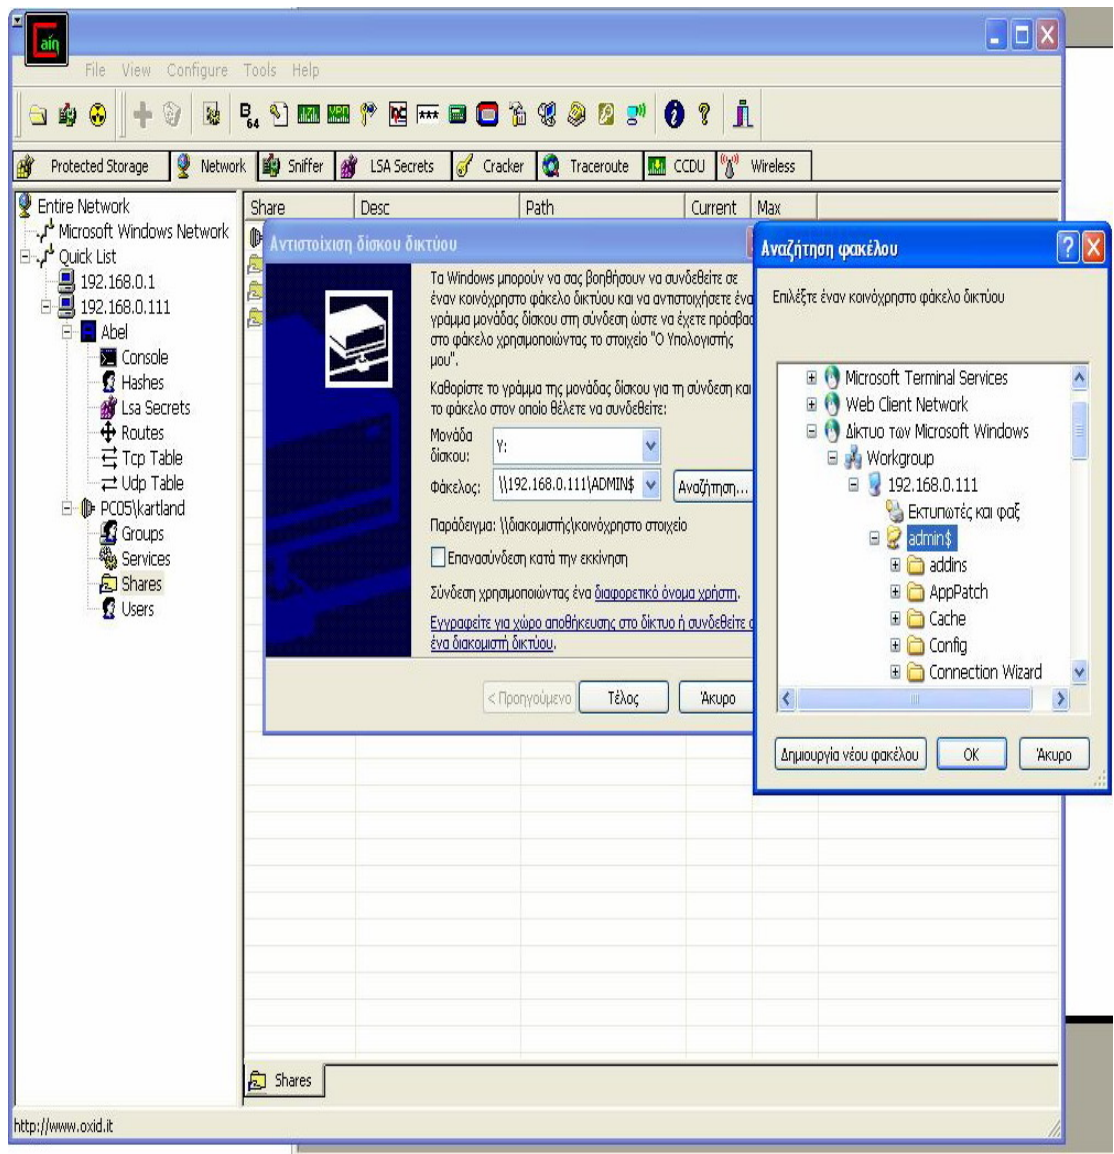 Caín
File View Configure Tools Help
B64
Protected Storage Network Sniffer LSA Secrets Cracker Traceroute CCDU Wireless
Entire Network
Microsoft Windows Network
Quick List
192.168.0.1
192.168.0.111
Abel
Console
Hashes
Lsa Secrets
Routes
Tcp Table
Udp Table
PC05\kartland
Groups
Services
Shares
Users
Share Desc Path Current Max
Αντιστοίχιση δίσκου δικτύου
Τα Windows μπορούν να σας βοηθήσουν να συνδεθείτε σε
έναν κοινόχρηστο φάκελο δικτύου και να αντιστοιχήσετε ένα
γράμμα μονάδας δίσκου στη σύνδεση ώστε να έχετε πρόσβασ
στο φάκελο χρησιμοποιώντας το στοιχείο "Ο Υπολογιστής
μου".
Καθορίστε το γράμμα της μονάδας δίσκου για τη σύνδεση και
το φάκελο στον οποίο θέλετε να συνδεθείτε:
Μονάδα
δίσκου:
Y:
Φάκελος: \\192.168.0.111\ADMIN$ Αναζήτηση...
Παράδειγμα: \\διακομιστής\κοινόχρηστο στοιχείο
Επανασύνδεση κατά την εκκίνηση
Σύνδεση χρησιμοποιώντας ένα διαφορετικό όνομα χρήστη.
Εγγραφείτε για χώρο αποθήκευσης στο δίκτυο ή συνδεθείτε σ
ένα διακομιστή δικτύου.
< Προηγούμενο Τέλος Άκυρο
Αναζήτηση φακέλου
Επιλέξτε έναν κοινόχρηστο φάκελο δικτύου
Microsoft Terminal Services
Web Client Network
Δίκτυο των Microsoft Windows
Workgroup
192.168.0.111
Εκτυπωτές και φαξ
admin$
addins
AppPatch
Cache
Config
Connection Wizard
Δημιουργία νέου φακέλου OK Άκυρο
Shares
http://www.oxid.it